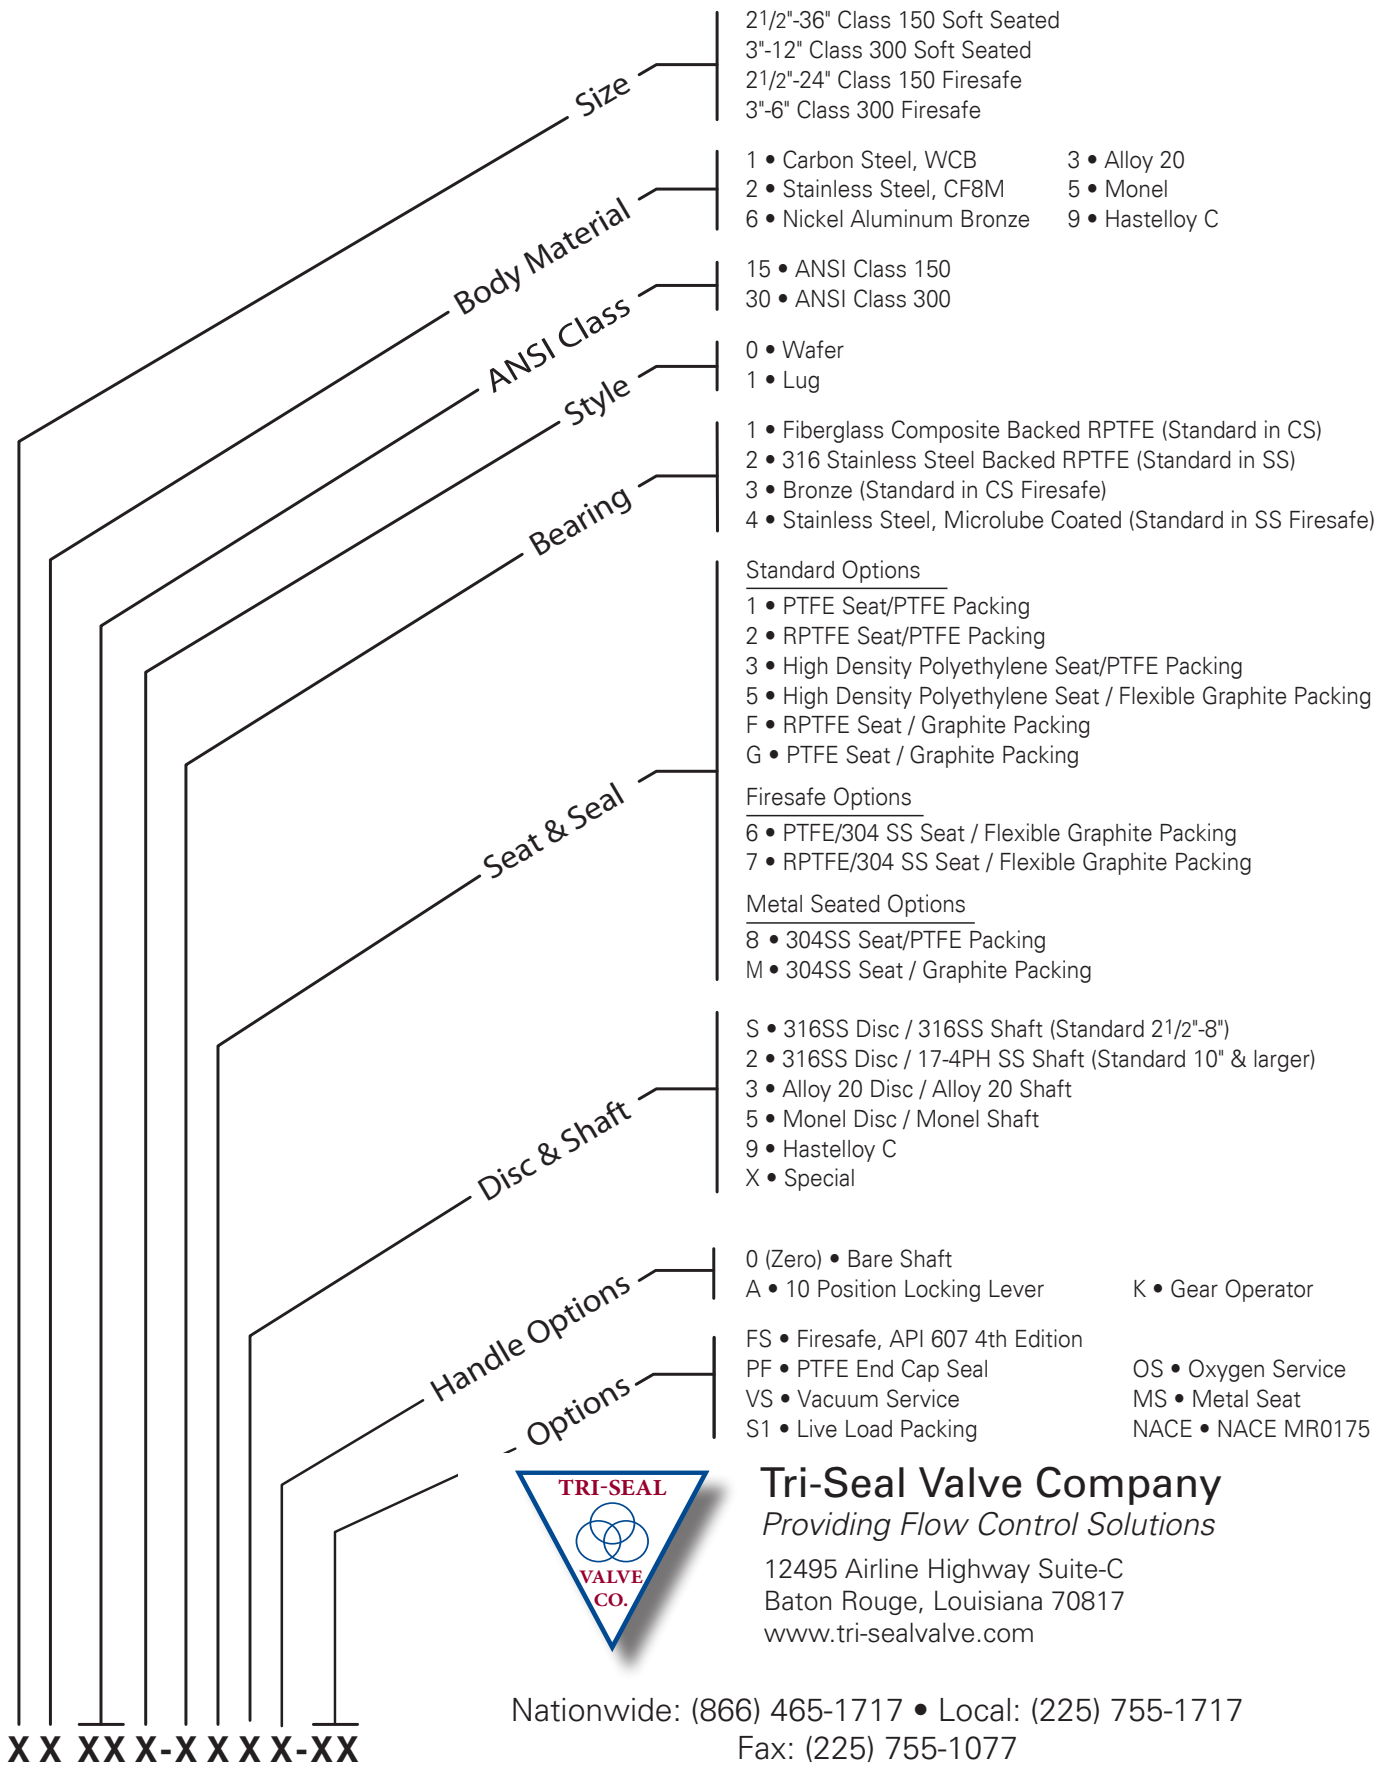 Size
21/2"-36" Class 150 Soft Seated
3"-12" Class 300 Soft Seated
21/2"-24" Class 150 Firesafe
3"-6" Class 300 Firesafe
Body Material
1 • Carbon Steel, WCB 3 • Alloy 20
2 • Stainless Steel, CF8M 5 • Monel
6 • Nickel Aluminum Bronze 9 • Hastelloy C
ANSI Class
15 • ANSI Class 150
30 • ANSI Class 300
Style
0 • Wafer
1 • Lug
Bearing
1 • Fiberglass Composite Backed RPTFE (Standard in CS)
2 • 316 Stainless Steel Backed RPTFE (Standard in SS)
3 • Bronze (Standard in CS Firesafe)
4 • Stainless Steel, Microlube Coated (Standard in SS Firesafe)
Seat & Seal
Standard Options
1 • PTFE Seat/PTFE Packing
2 • RPTFE Seat/PTFE Packing
3 • High Density Polyethylene Seat/PTFE Packing
5 • High Density Polyethylene Seat / Flexible Graphite Packing
F • RPTFE Seat / Graphite Packing
G • PTFE Seat / Graphite Packing
Firesafe Options
6 • PTFE/304 SS Seat / Flexible Graphite Packing
7 • RPTFE/304 SS Seat / Flexible Graphite Packing
Metal Seated Options
8 • 304SS Seat/PTFE Packing
M • 304SS Seat / Graphite Packing
Disc & Shaft
S • 316SS Disc / 316SS Shaft (Standard 21/2"-8")
2 • 316SS Disc / 17-4PH SS Shaft (Standard 10" & larger)
3 • Alloy 20 Disc / Alloy 20 Shaft
5 • Monel Disc / Monel Shaft
9 • Hastelloy C
X • Special
Handle Options
0 (Zero) • Bare Shaft
A • 10 Position Locking Lever K • Gear Operator
Options
FS • Firesafe, API 607 4th Edition
PF • PTFE End Cap Seal OS • Oxygen Service
VS • Vacuum Service MS • Metal Seat
S1 • Live Load Packing NACE • NACE MR0175
TRI-SEAL
VALVE
CO.
Tri-Seal Valve Company
Providing Flow Control Solutions
12495 Airline Highway Suite-C
Baton Rouge, Louisiana 70817
www.tri-sealvalve.com
Nationwide: (866) 465-1717 • Local: (225) 755-1717
Fax: (225) 755-1077
X X XX X-X X X X-XX